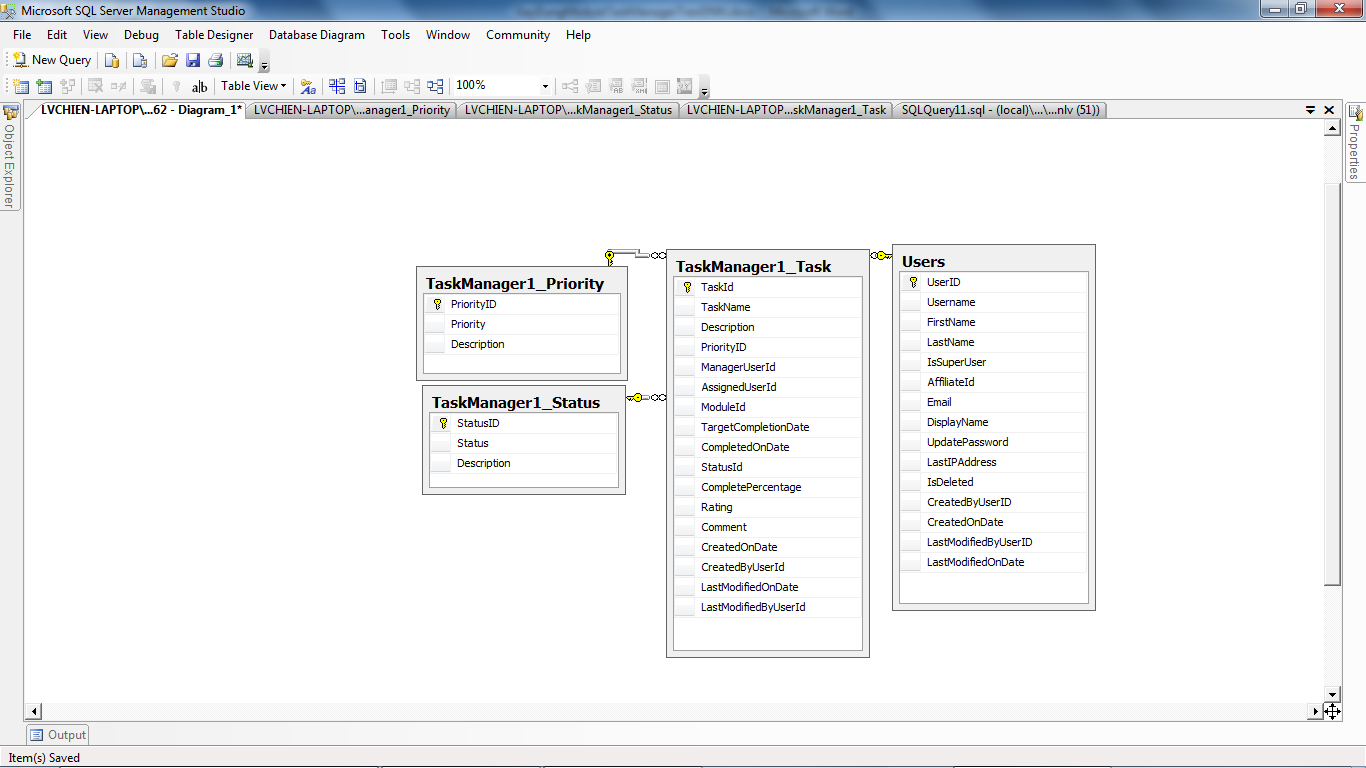 Microsoft SQL Server Management Studio
File Edit View Debug Table Designer Database Diagram Tools Window Community Help
New Query
ab Table View 100%
LVCHIEN-LAPTOP\...62 - Diagram_1* LVCHIEN-LAPTOP\...anager1_Priority LVCHIEN-LAPTOP\...kManager1_Status LVCHIEN-LAPTOP...skManager1_Task SQLQuery11.sql - (local)\...\...nlv (51))
Object Explorer
Properties
TaskManager1_Priority
PriorityID
Priority
Description
TaskManager1_Status
StatusID
Status
Description
TaskManager1_Task
TaskId
TaskName
Description
PriorityID
ManagerUserId
AssignedUserId
ModuleId
TargetCompletionDate
CompletedOnDate
StatusId
CompletePercentage
Rating
Comment
CreatedOnDate
CreatedByUserId
LastModifiedOnDate
LastModifiedByUserId
Users
UserID
Username
FirstName
LastName
IsSuperUser
AffiliateId
Email
DisplayName
UpdatePassword
LastIPAddress
IsDeleted
CreatedByUserID
CreatedOnDate
LastModifiedByUserID
LastModifiedOnDate
Output
Item(s) Saved